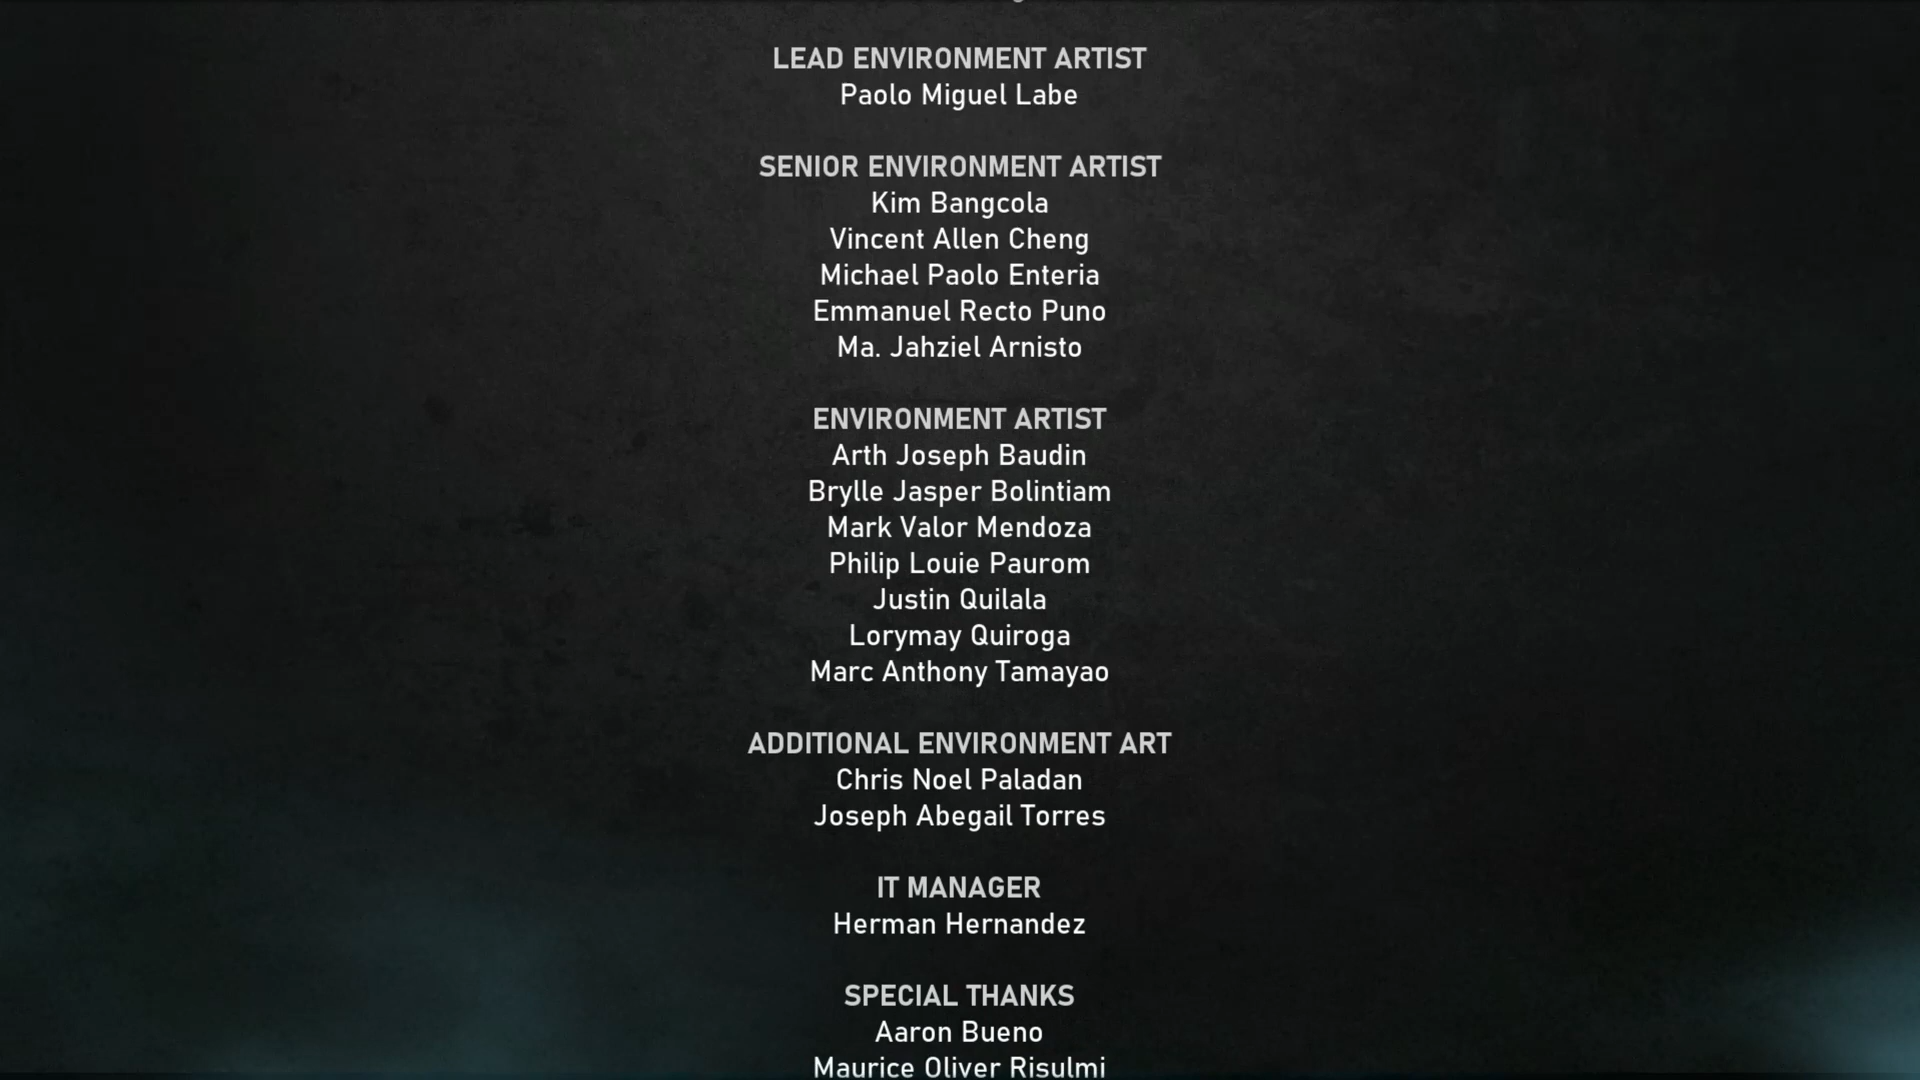 LEAD ENVIRONMENT ARTIST
Paolo Miguel Labe
SENIOR ENVIRONMENT ARTIST
Kim Bangcola
Vincent Allen Cheng
Michael Paolo Enteria
Emmanuel Recto Puno
Ma. Jahziel Arnisto
ENVIRONMENT ARTIST
Arth Joseph Baudin
Brylle Jasper Bolintiam
Mark Valor Mendoza
Philip Louie Paurom
Justin Quilala
Lorymay Quiroga
Marc Anthony Tamayao
ADDITIONAL ENVIRONMENT ART
Chris Noel Paladan
Joseph Abegail Torres
IT MANAGER
Herman Hernandez
SPECIAL THANKS
Aaron Bueno
Maurice Oliver Risulmi